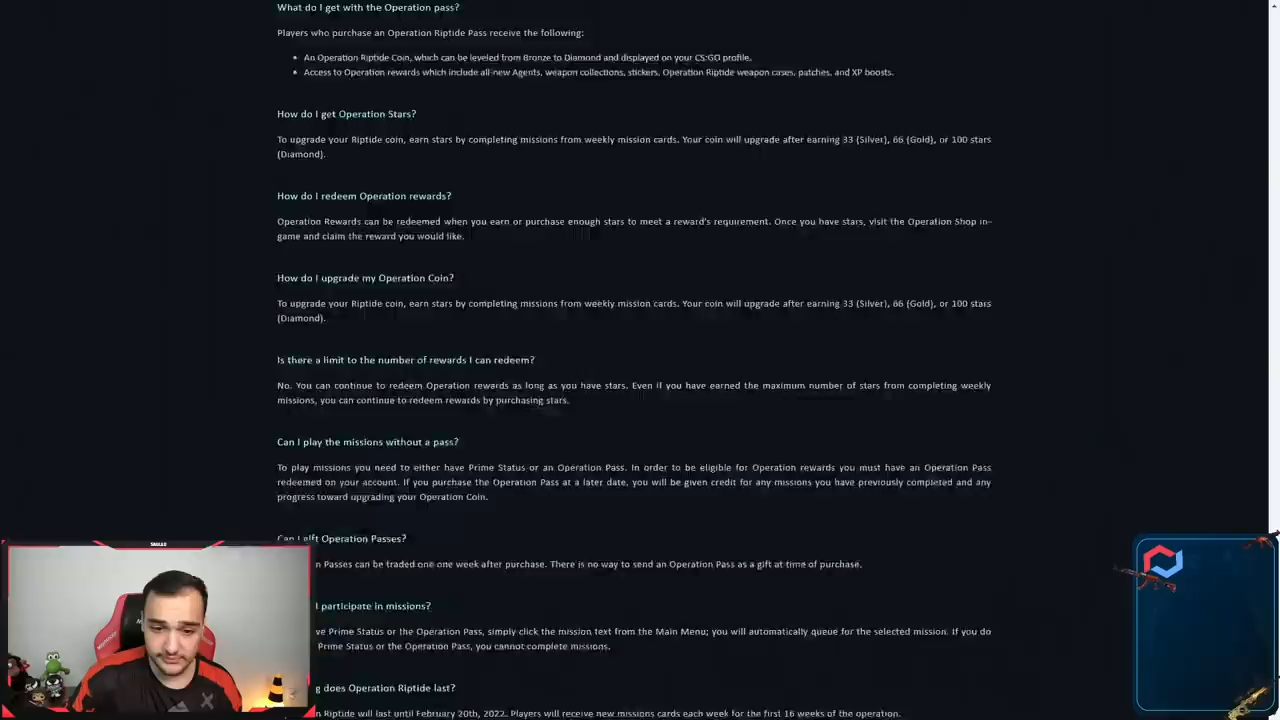 What do I get with the Operation pass?
Players who purchase an Operation Riptide Pass receive the following:
An Operation Riptide Coin, which can be leveled from Bronze to Diamond and displayed on your CS:GO profile.
Access to Operation rewards which include all-new Agents, weapon collections, stickers, Operation Riptide weapon cases, patches, and XP boosts.
How do I get Operation Stars?
To upgrade your Riptide coin, earn stars by completing missions from weekly mission cards. Your coin will upgrade after earning 33 (Silver), 66 (Gold), or 100 stars
(Diamond).
How do I redeem Operation rewards?
Operation Rewards can be redeemed when you earn or purchase enough stars to meet a reward's requirement. Once you have stars, visit the Operation Shop in-
game and claim the reward you would like.
How do I upgrade my Operation Coin?
To upgrade your Riptide coin, earn stars by completing missions from weekly mission cards. Your coin will upgrade after earning 33 (Silver), 66 (Gold), or 100 stars
(Diamond).
Is there a limit to the number of rewards I can redeem?
No. You can continue to redeem Operation rewards as long as you have stars. Even if you have earned the maximum number of stars from completing weekly
missions, you can continue to redeem rewards by purchasing stars.
Can I play the missions without a pass?
To play missions you need to either have Prime Status or an Operation Pass. In order to be eligible for Operation rewards you must have an Operation Pass
redeemed on your account. If you purchase the Operation Pass at a later date, you will be given credit for any missions you have previously completed and any
progress toward upgrading your Operation Coin.
Can I gift Operation Passes?
n Passes can be traded one one week after purchase. There is no way to send an Operation Pass as a gift at time of purchase.
I participate in missions?
ve Prime Status or the Operation Pass, simply click the mission text from the Main Menu; you will automatically queue for the selected mission. If you do
Prime Status or the Operation Pass, you cannot complete missions.
g does Operation Riptide last?
n Riptide will last until February 20th, 2022. Players will receive new missions cards each week for the first 16 weeks of the operation.